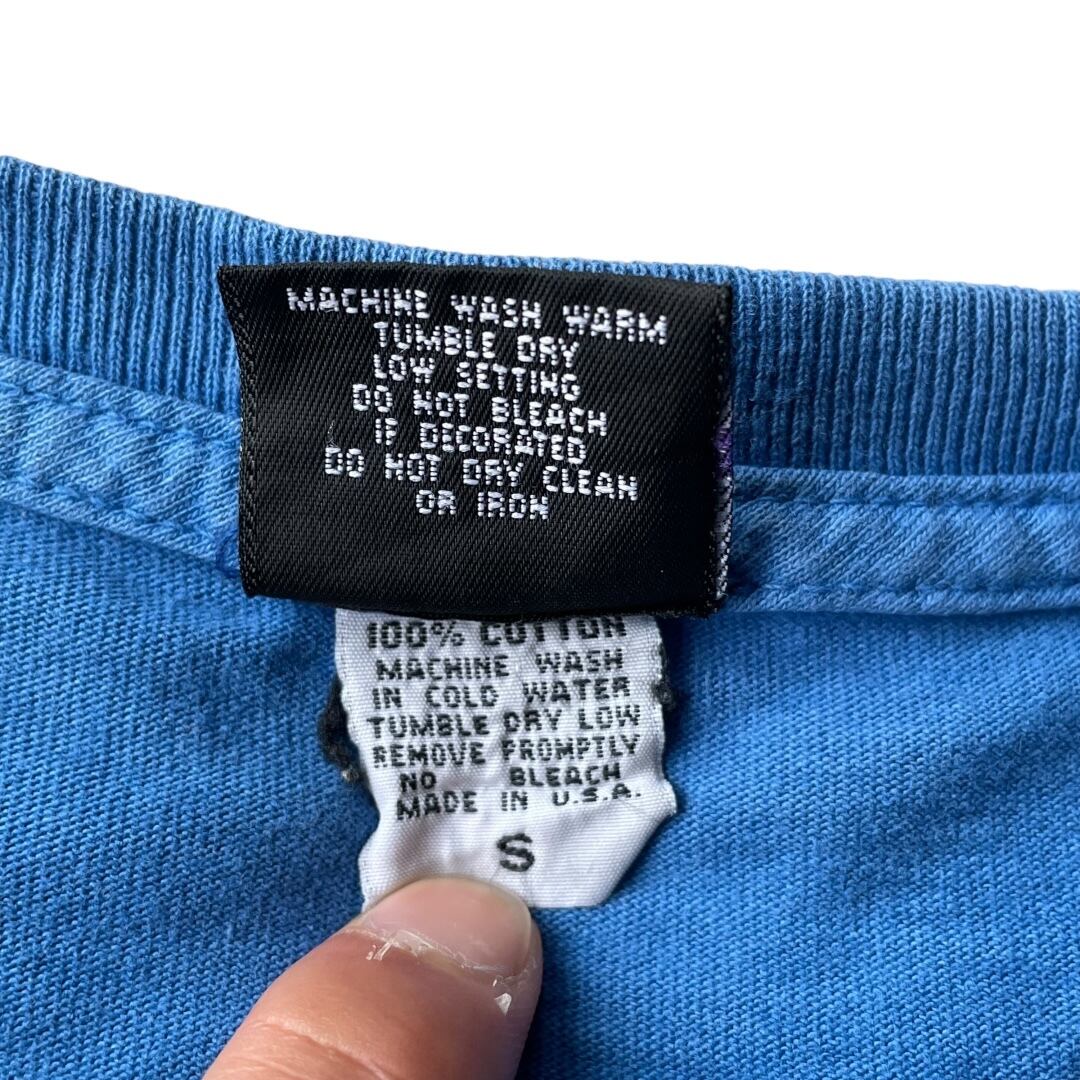 MACHINE WASH WARM
TUMBLE DRY
LOW SETTING
DO NOT BLEACH
IF DECORATED
DO NOT DRY CLEAN
OR IRON
100% COTTON
MACHINE WASH
IN COLD WATER
TUMBLE DRY LOW
REMOVE PROMPTLY
NO BLEACH
MADE IN U.S.A.
S